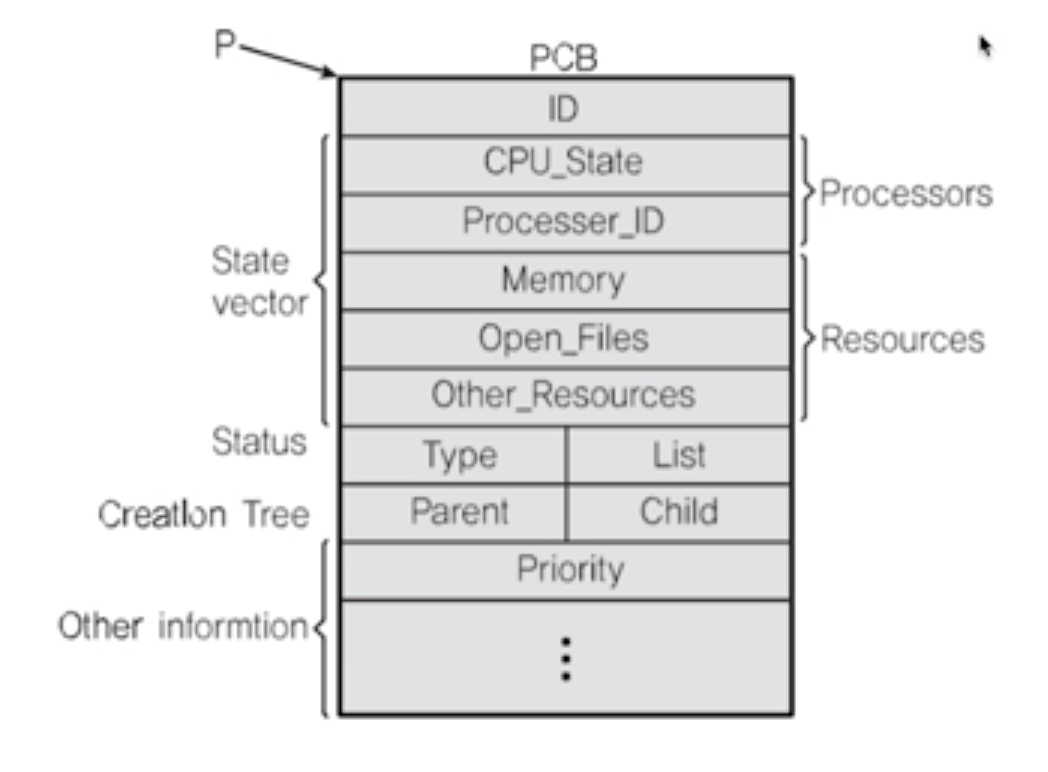 P
PCB
ID
CPU_State
Processer_ID
Processors
State
vector
Memory
Open_Files
Resources
Other_Resources
Status
Type
List
Creation Tree
Parent
Child
Priority
Other informtion